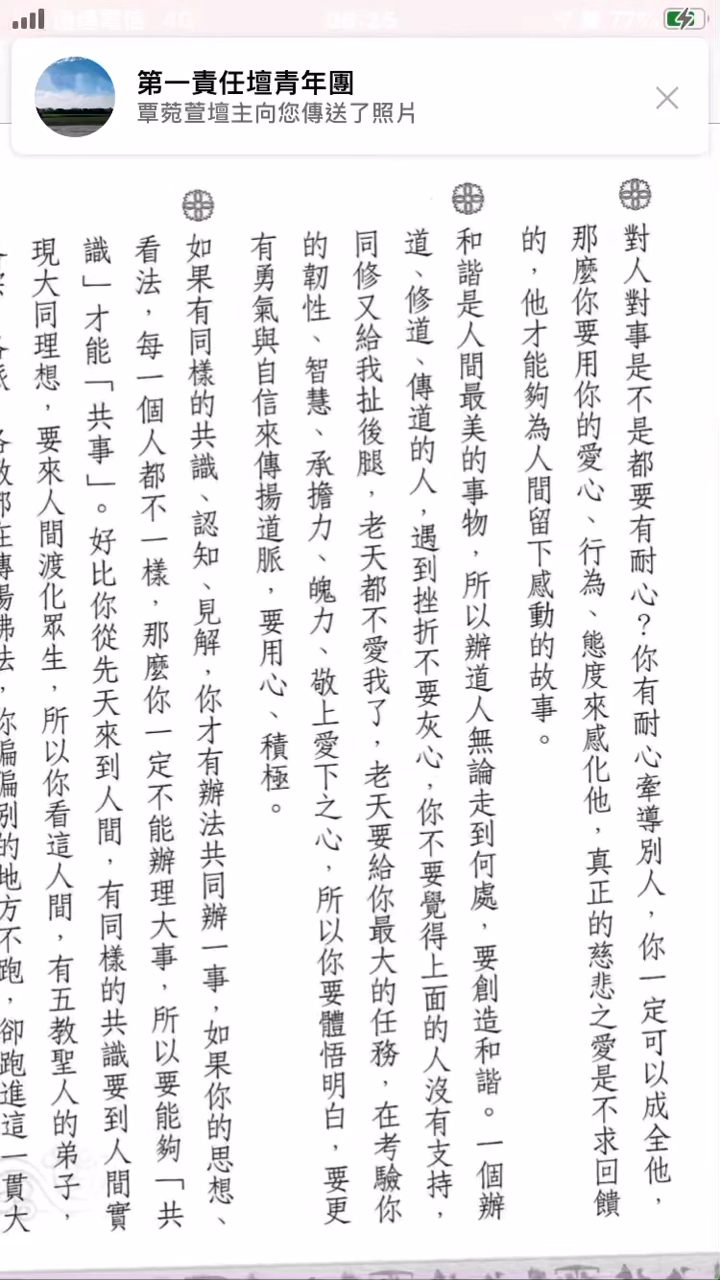 77%
第一責任壇青年團
覃菀萱壇主向您傳送了照片
對人對事是不是都要有耐心？你有耐心牽導別人，你一定可以成全他，
那麼你要用你的愛心、行為、態度來感化他，真正的慈悲之愛是不求回饋
的，他才能夠為人間留下感動的故事。
和諧是人間最美的事物，所以辦道人無論走到何處，要創造和諧。一個辦
道、修道、傳道的人，遇到挫折不要灰心，你不要覺得上面的人沒有支持，
同修又給我扯後腿，老天都不愛我了，老天要給你最大的任務，在考驗你
的韌性、智慧、承擔力、魄力、敬上愛下之心，所以你要體悟明白，要更
有勇氣與自信來傳揚道脈，要用心、積極。
如果有同樣的共識、認知、見解，你才有辦法共同辦一事，如果你的思想、
看法，每一個人都不一樣，那麼你一定不能辦理大事，所以要能夠「共
識」才能「共事」。好比你從先天來到人間，有同樣的共識要到人間實
現大同理想，要來人間渡化眾生，所以你看這人間，有五教聖人的弟子，
各教都在傳揚佛法，你偏偏別的地方不跑，卻跑進這一貫大